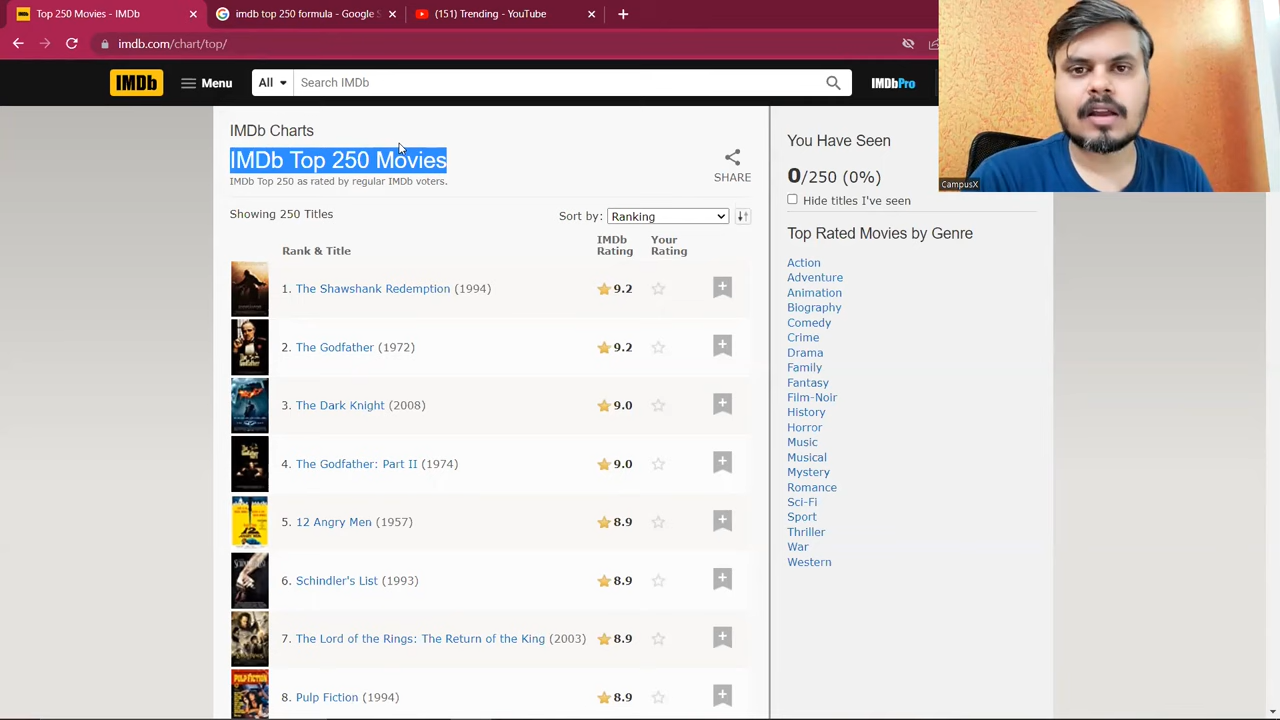 Top 250 Movies - IMDb
imdb top 250 formula - Google S
(151) Trending - YouTube
imdb.com/chart/top/
IMDb
Menu
All
Search IMDb
IMDbPro
IMDb Charts
IMDb Top 250 Movies
IMDb Top 250 as rated by regular IMDb voters.
SHARE
Showing 250 Titles
Sort by: Ranking
Rank & Title
IMDb
Rating
Your
Rating
1. The Shawshank Redemption (1994) 9.2
2. The Godfather (1972) 9.2
3. The Dark Knight (2008) 9.0
4. The Godfather: Part II (1974) 9.0
5. 12 Angry Men (1957) 8.9
6. Schindler's List (1993) 8.9
7. The Lord of the Rings: The Return of the King (2003) 8.9
8. Pulp Fiction (1994) 8.9
You Have Seen
0/250 (0%)
Hide titles I've seen
Top Rated Movies by Genre
Action
Adventure
Animation
Biography
Comedy
Crime
Drama
Family
Fantasy
Film-Noir
History
Horror
Music
Musical
Mystery
Romance
Sci-Fi
Sport
Thriller
War
Western
CampusX
PULP FICTION